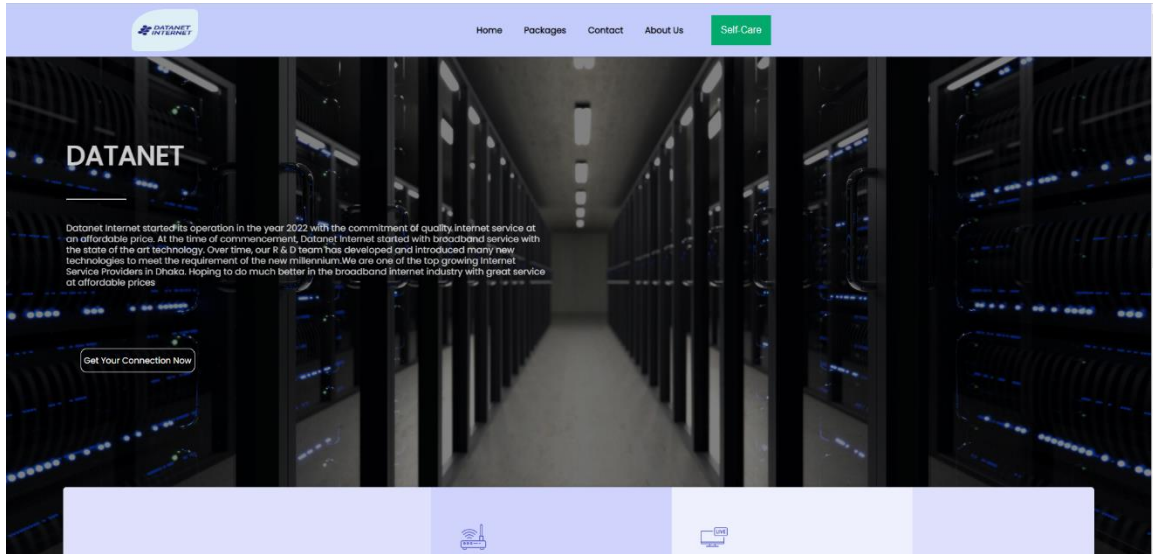 DATANET
INTERNET
Home Packages Contact About Us Self-Care
DATANET
Datanet Internet started its operation in the year 2022 with the commitment of quality internet service at
an affordable price. At the time of commencement, Datanet Internet started with broadband service with
the state of the art technology. Over time, our R & D team has developed and introduced many new
technologies to meet the requirement of the new millennium.We are one of the top growing Internet
Service Providers in Dhaka. Hoping to do much better in the broadband internet industry with great service
at affordable prices
Get Your Connection Now
LIVE